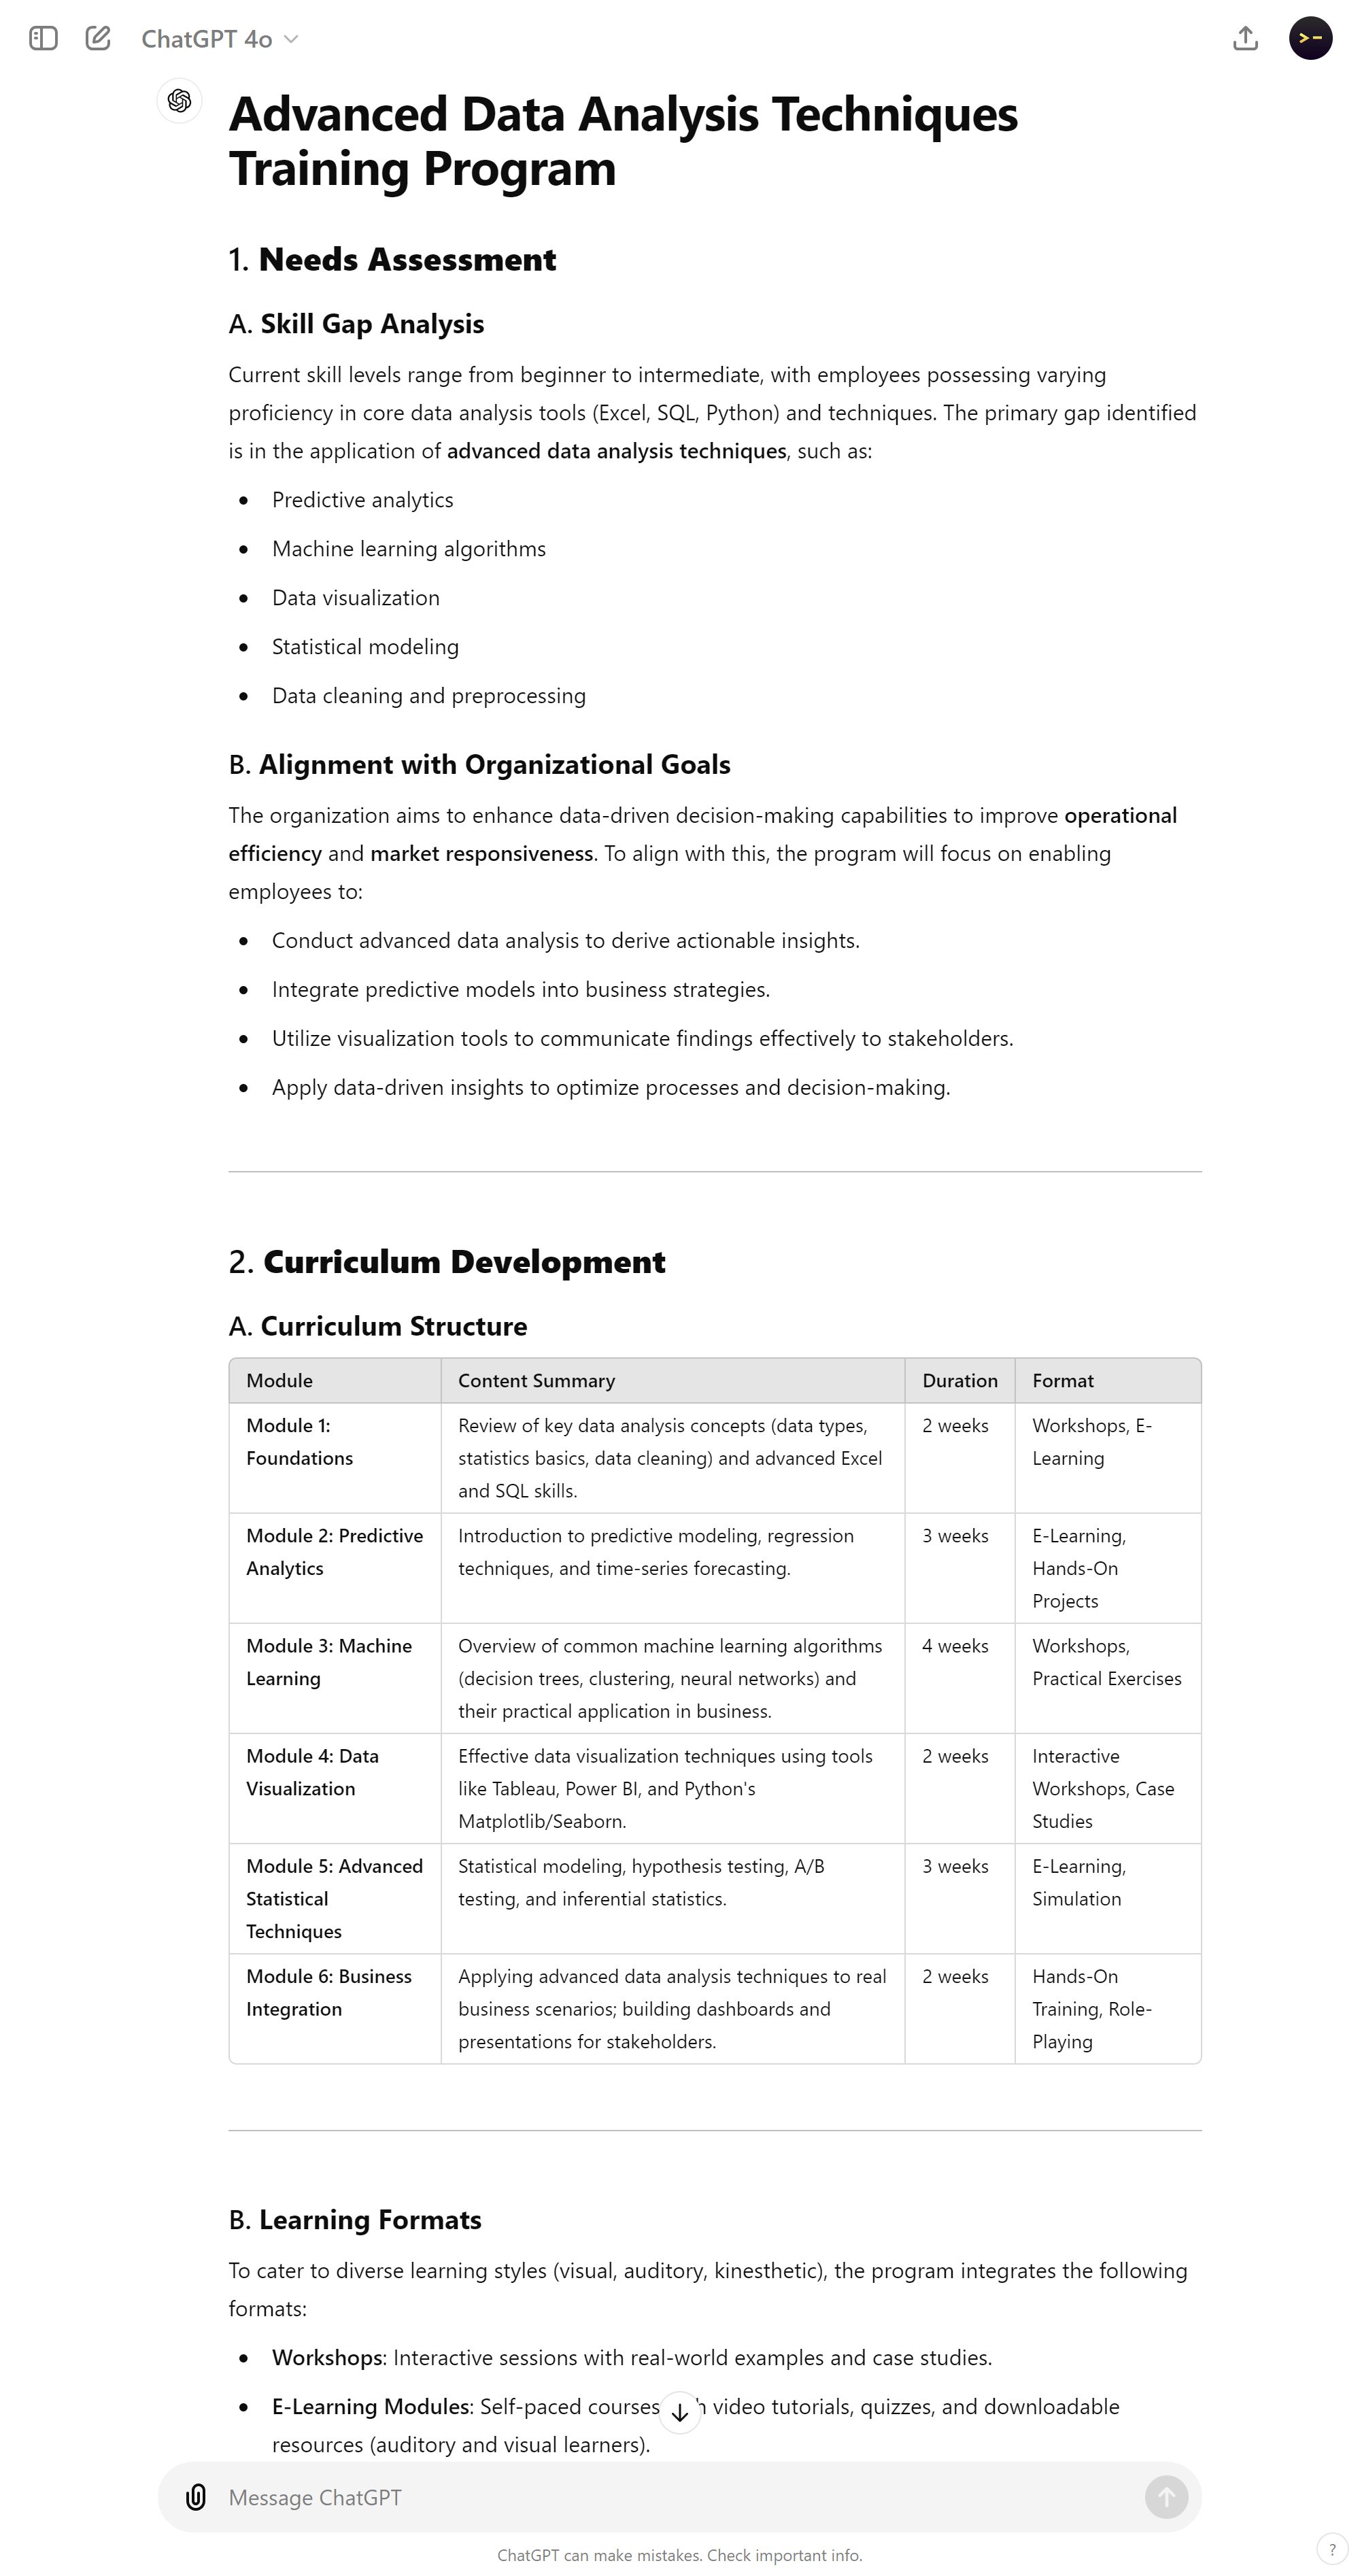 ChatGPT 4o
Advanced Data Analysis Techniques
Training Program
1. Needs Assessment
A. Skill Gap Analysis
Current skill levels range from beginner to intermediate, with employees possessing varying
proficiency in core data analysis tools (Excel, SQL, Python) and techniques. The primary gap identified
is in the application of advanced data analysis techniques, such as:
• Predictive analytics
• Machine learning algorithms
• Data visualization
• Statistical modeling
• Data cleaning and preprocessing
B. Alignment with Organizational Goals
The organization aims to enhance data-driven decision-making capabilities to improve operational
efficiency and market responsiveness. To align with this, the program will focus on enabling
employees to:
• Conduct advanced data analysis to derive actionable insights.
• Integrate predictive models into business strategies.
• Utilize visualization tools to communicate findings effectively to stakeholders.
• Apply data-driven insights to optimize processes and decision-making.
2. Curriculum Development
A. Curriculum Structure
Module Content Summary Duration Format
Module 1:
Foundations
Review of key data analysis concepts (data types,
statistics basics, data cleaning) and advanced Excel
and SQL skills.
2 weeks
Workshops, E-
Learning
Module 2: Predictive
Analytics
Introduction to predictive modeling, regression
techniques, and time-series forecasting.
3 weeks
E-Learning,
Hands-On
Projects
Module 3: Machine
Learning
Overview of common machine learning algorithms
(decision trees, clustering, neural networks) and
their practical application in business.
4 weeks
Workshops,
Practical Exercises
Module 4: Data
Visualization
Effective data visualization techniques using tools
like Tableau, Power BI, and Python's
Matplotlib/Seaborn.
2 weeks
Interactive
Workshops, Case
Studies
Module 5: Advanced
Statistical
Techniques
Statistical modeling, hypothesis testing, A/B
testing, and inferential statistics.
3 weeks
E-Learning,
Simulation
Module 6: Business
Integration
Applying advanced data analysis techniques to real
business scenarios; building dashboards and
presentations for stakeholders.
2 weeks
Hands-On
Training, Role-
Playing
B. Learning Formats
To cater to diverse learning styles (visual, auditory, kinesthetic), the program integrates the following
formats:
• Workshops: Interactive sessions with real-world examples and case studies.
• E-Learning Modules: Self-paced courses video tutorials, quizzes, and downloadable
resources (auditory and visual learners).
Message ChatGPT
ChatGPT can make mistakes. Check important info.
?